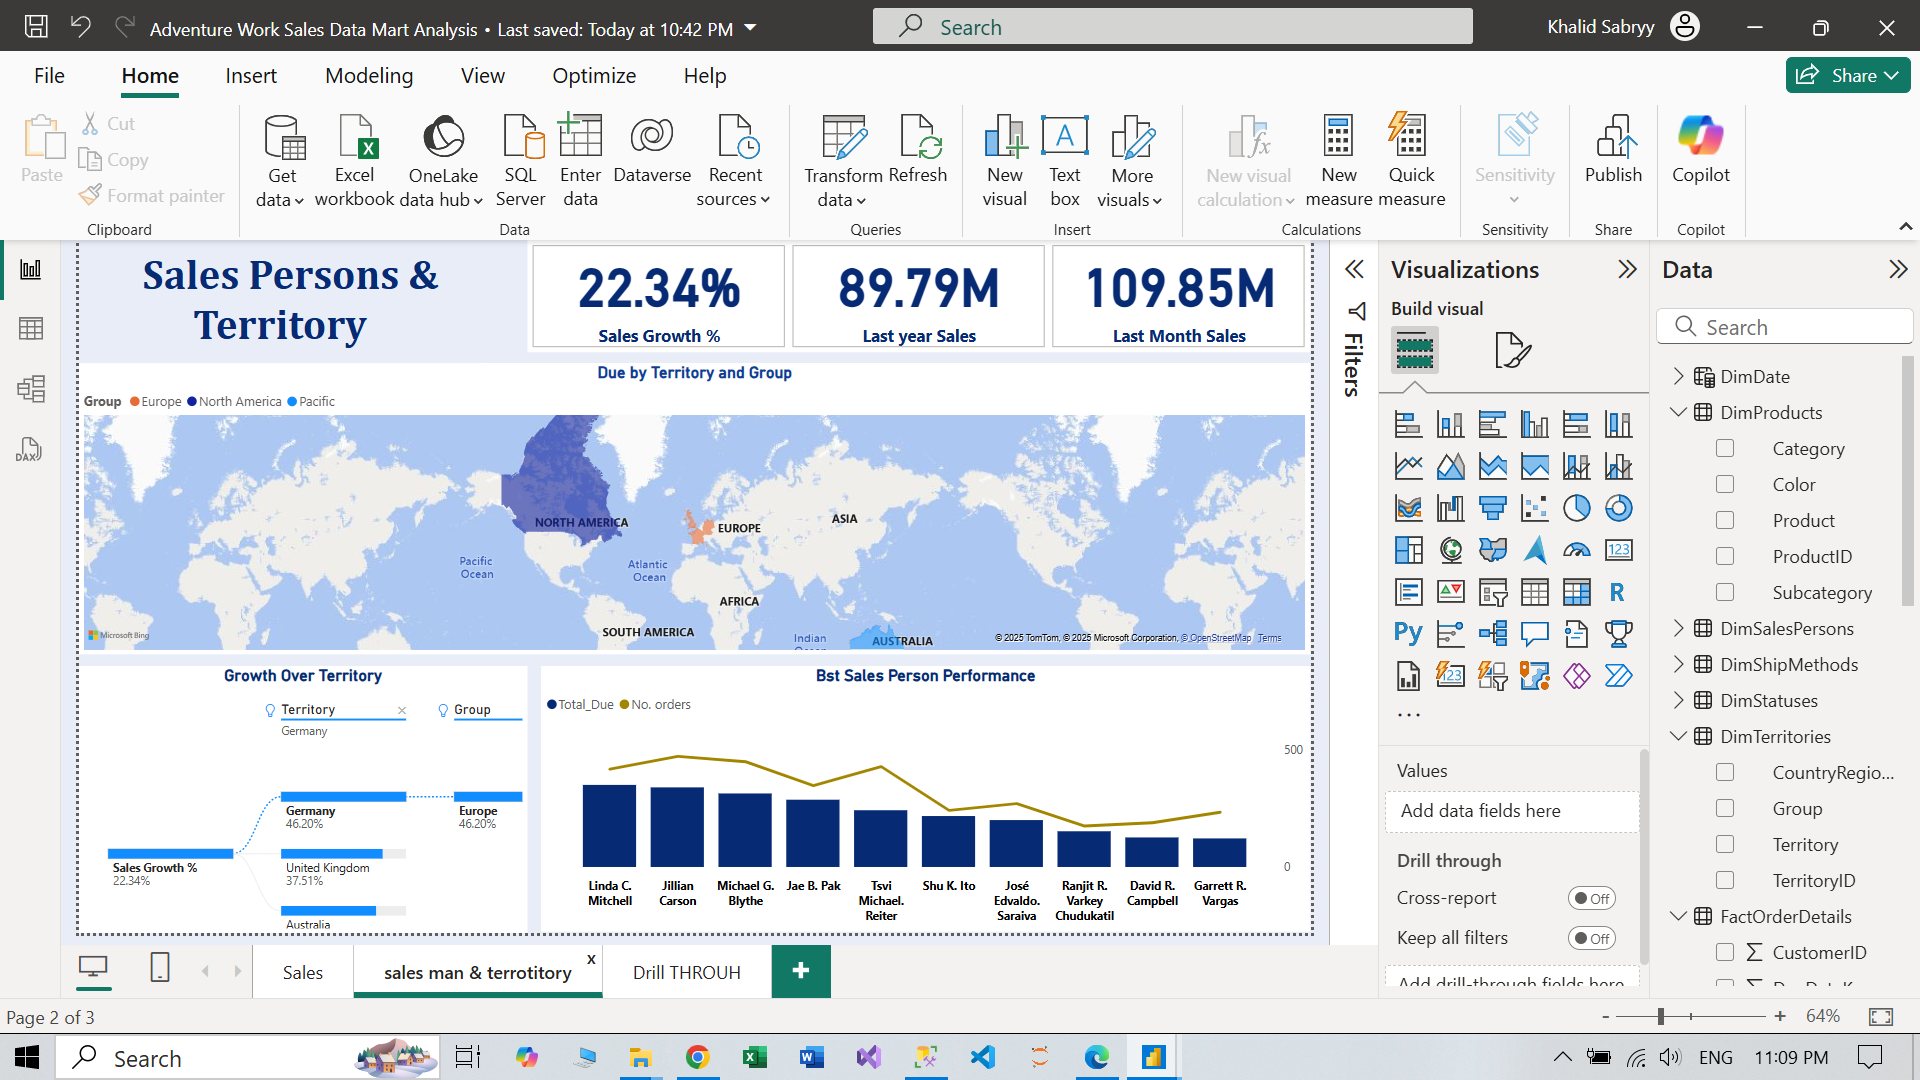 Adventure Work Sales Data Mart Analysis • Last saved: Today at 10:42 PM
Search
Khalid Sabryy
File
Home
Insert
Modeling
View
Optimize
Help
Share
Paste
Cut
Copy
Format painter
Clipboard
Get data
Excel workbook
OneLake data hub
SQL Server
Enter data
Dataverse
Recent sources
Data
Transform data
Refresh
Queries
New visual
Text box
More visuals
Insert
New visual calculation
New measure
Quick measure
Calculations
Sensitivity
Sensitivity
Publish
Share
Copilot
Copilot
DAX
Sales Persons &
Territory
22.34%
Sales Growth %
89.79M
Last year Sales
109.85M
Last Month Sales
Due by Territory and Group
Group Europe North America Pacific
NORTH AMERICA
EUROPE
ASIA
Pacific
Ocean
Atlantic
Ocean
AFRICA
SOUTH AMERICA
Indian
AUSTRALIA
Microsoft Bing
© 2025 TomTom, © 2025 Microsoft Corporation, © OpenStreetMap Terms
Growth Over Territory
Territory
Germany
Group
Sales Growth %
22.34%
Germany
46.20%
Europe
46.20%
United Kingdom
37.51%
Australia
Bst Sales Person Performance
Total_Due No. orders
500
0
Linda C. Mitchell
Jillian Carson
Michael G. Blythe
Jae B. Pak
Tsvi Michael. Reiter
Shu K. Ito
José Edvaldo. Saraiva
Ranjit R. Varkey Chudukatil
David R. Campbell
Garrett R. Vargas
Filters
Visualizations
Build visual
123
R
Py
123
Values
Add data fields here
Drill through
Cross-report
Off
Keep all filters
Off
Add drill-through fields here
Data
Search
DimDate
DimProducts
Category
Color
Product
ProductID
Subcategory
DimSalesPersons
DimShipMethods
DimStatuses
DimTerritories
CountryRegio...
Group
Territory
TerritoryID
FactOrderDetails
CustomerID
Sales
sales man & terrotitory
x
Drill THROUH
+
Page 2 of 3
- + 64%
Search
ENG
11:09 PM